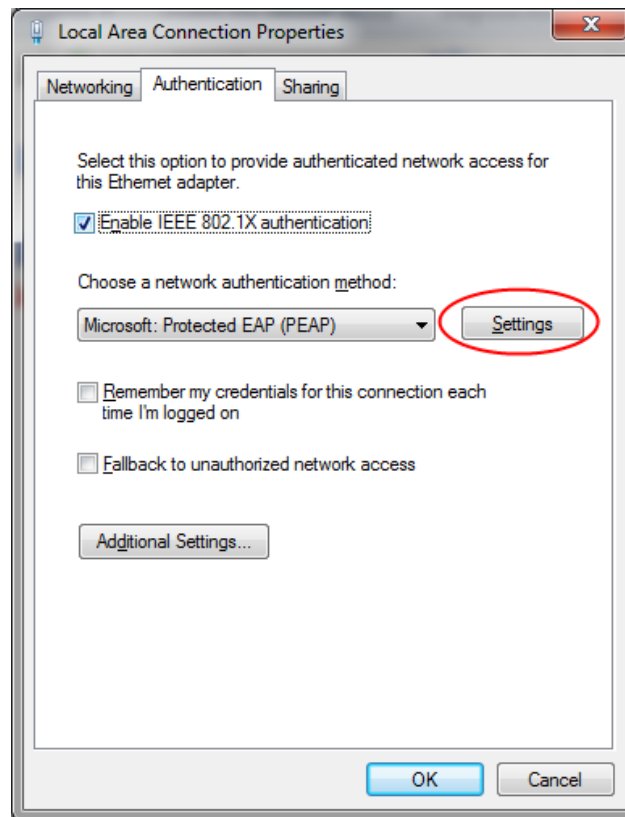 Local Area Connection Properties
Networking Authentication Sharing
Select this option to provide authenticated network access for
this Ethernet adapter.
Enable IEEE 802.1X authentication
Choose a network authentication method:
Microsoft: Protected EAP (PEAP) Settings
Remember my credentials for this connection each
time I'm logged on
Fallback to unauthorized network access
Additional Settings...
OK Cancel